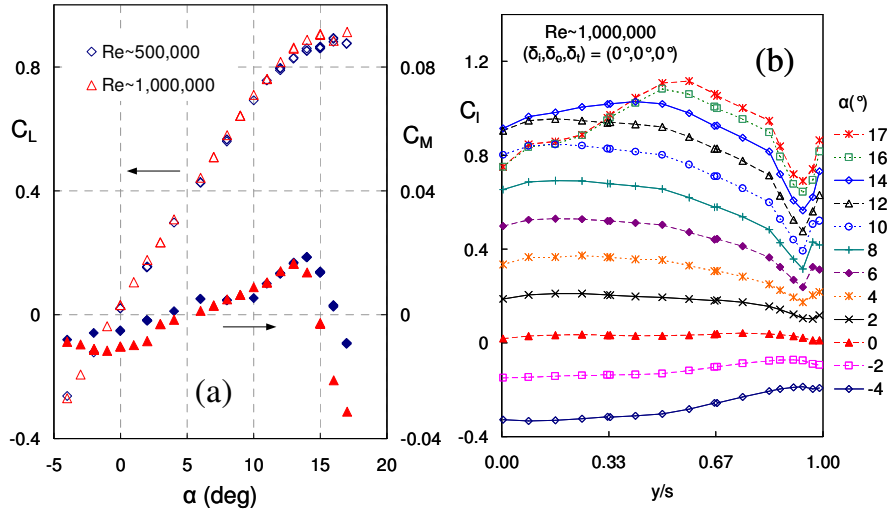 Re~500,000
Re~1,000,000
C_L
C_M
0.8
0.4
0
-0.4
0.08
0.04
0
-0.04
-5
0
5
10
15
20
α (deg)
(a)
Re~1,000,000
(δ_i,δ_o,δ_t) = (0°,0°,0°)
(b)
C_l
1.2
0.8
0.4
0
-0.4
0.00
0.33
0.67
1.00
y/s
α(°)
17
16
14
12
10
8
6
4
2
0
-2
-4